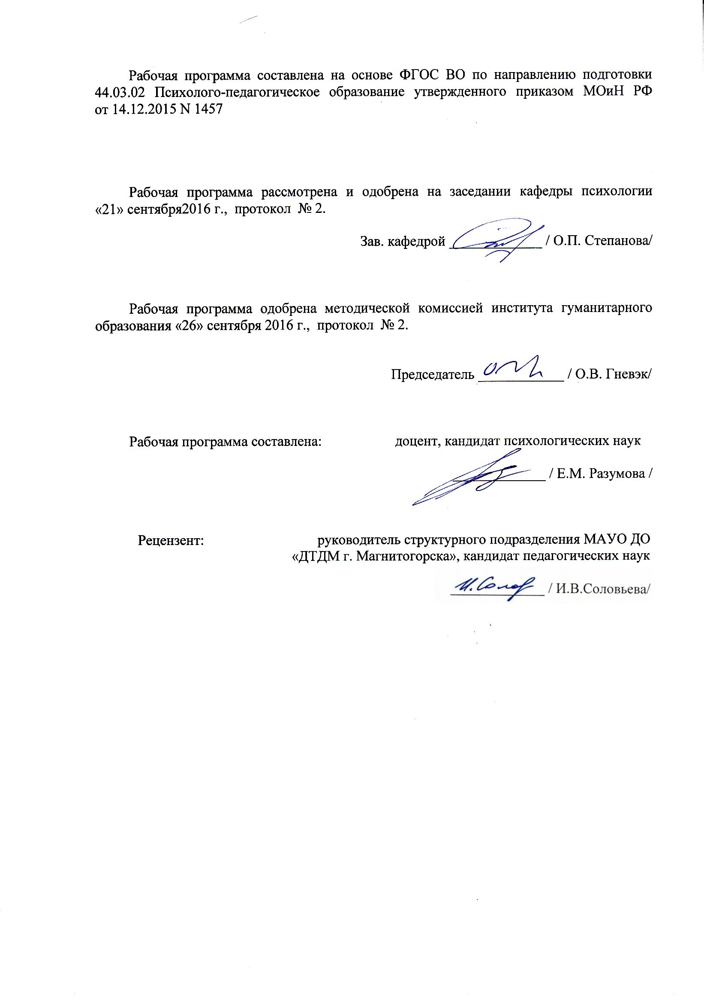 Рабочая программа составлена на основе ФГОС ВО по направлению подготовки
44.03.02 Психолого-педагогическое образование утвержденного приказом МОиН РФ
от 14.12.2015 N 1457
Рабочая программа рассмотрена и одобрена на заседании кафедры психологии
«21» сентября2016 г., протокол № 2.
Зав. кафедрой / О.П. Степанова/
Рабочая программа одобрена методической комиссией института гуманитарного
образования «26» сентября 2016 г., протокол № 2.
Председатель / О.В. Гневэк/
Рабочая программа составлена: доцент, кандидат психологических наук
/ Е.М. Разумова /
Рецензент: руководитель структурного подразделения МАУО ДО
«ДТДМ г. Магнитогорска», кандидат педагогических наук
И. Солов / И.В.Соловьева/